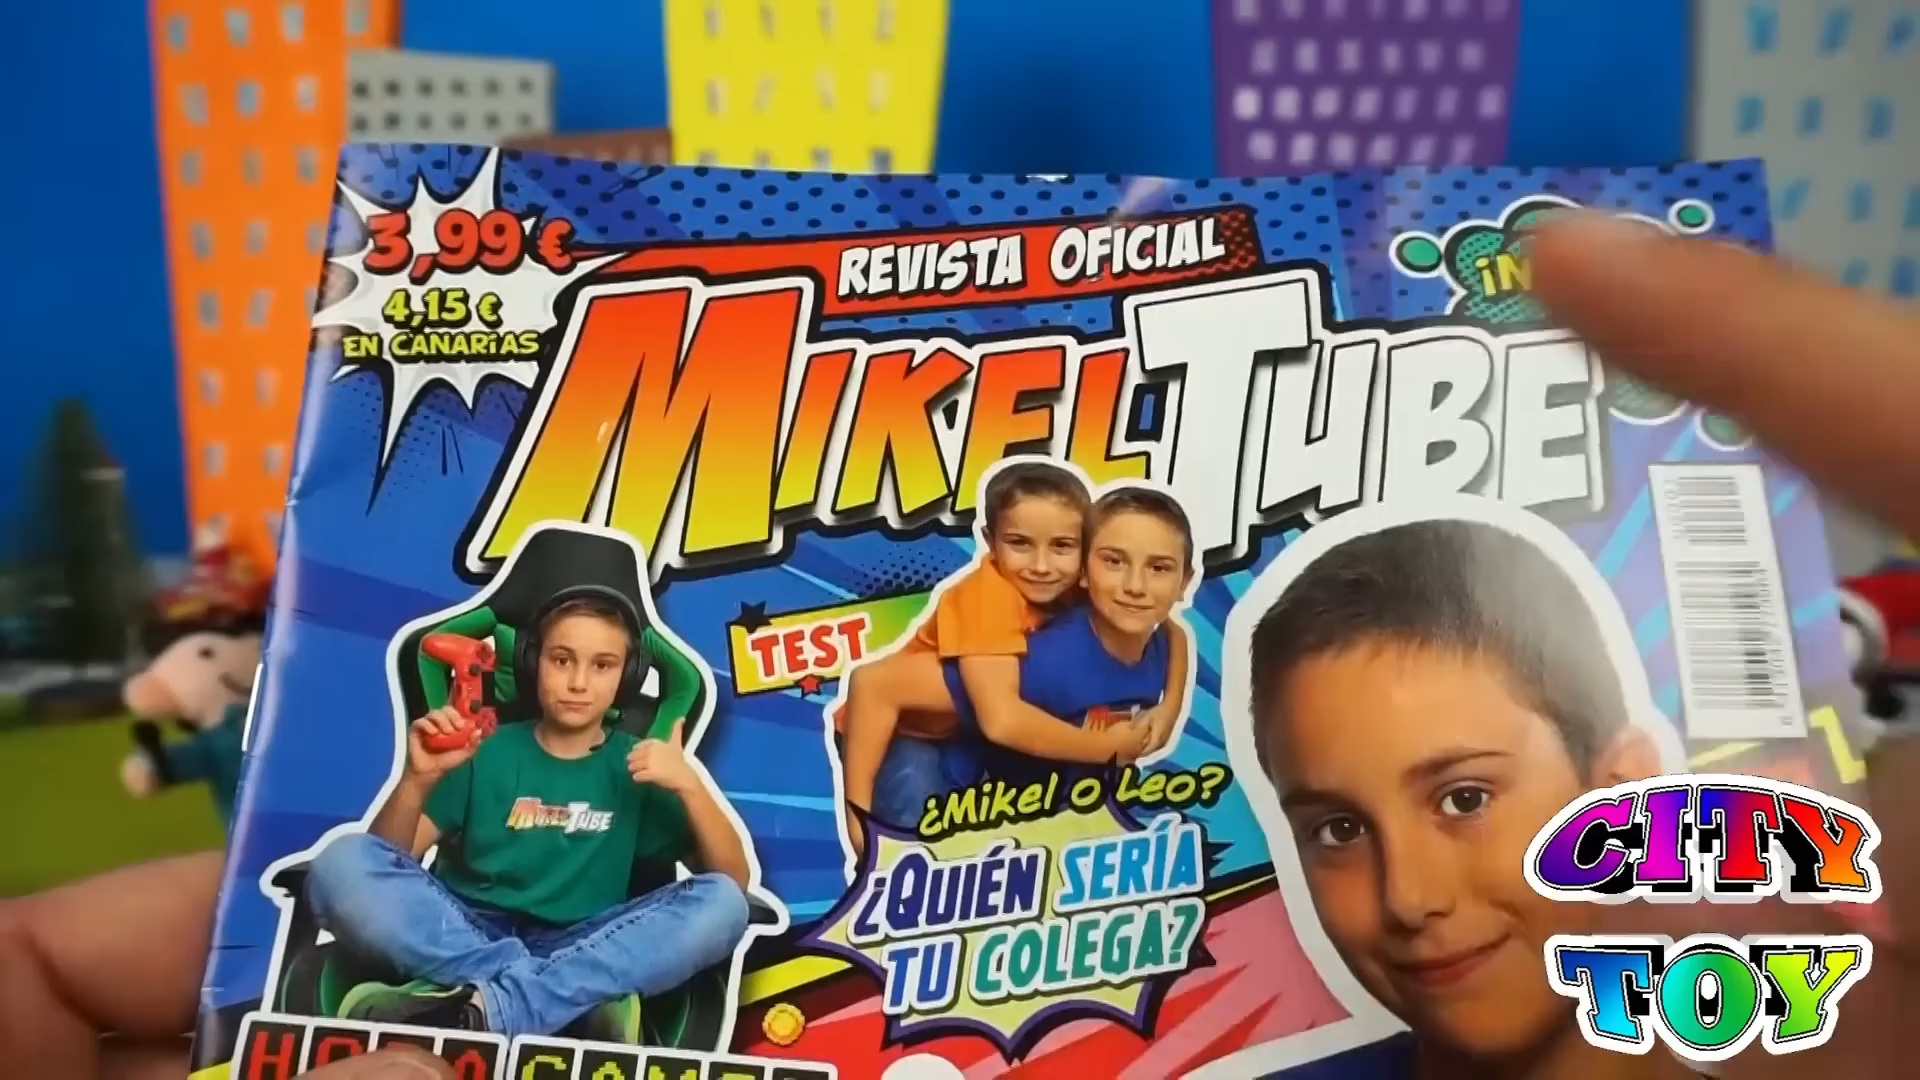 3,99 €
4,15 €
EN CANARIAS
REVISTA OFICIAL
MIKELTUBE
TEST
MIKELTUBE
¿Mikel o Leo?
¿QUIÉN SERÍA
TU COLEGA?
CITY
TOY